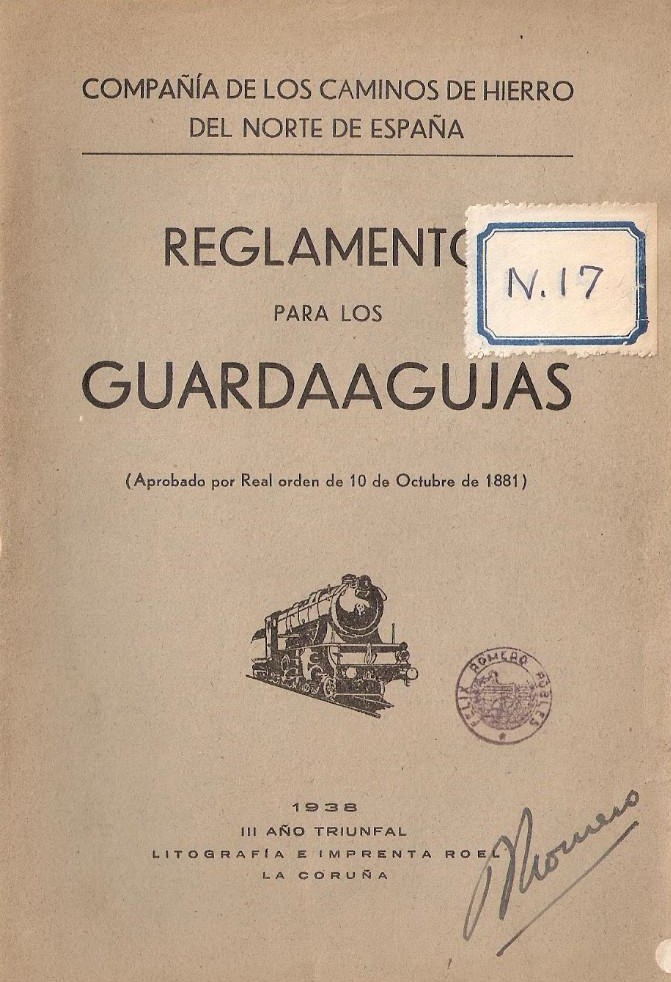 COMPAÑÍA DE LOS CAMINOS DE HIERRO
DEL NORTE DE ESPAÑA
REGLAMENTO
N. 17
PARA LOS
GUARDAAGUJAS
(Aprobado por Real orden de 10 de Octubre de 1881)
FELIX ROMERO ROBLES
1938
III AÑO TRIUNFAL
LITOGRAFÍA E IMPRENTA ROEL
LA CORUÑA
Romero